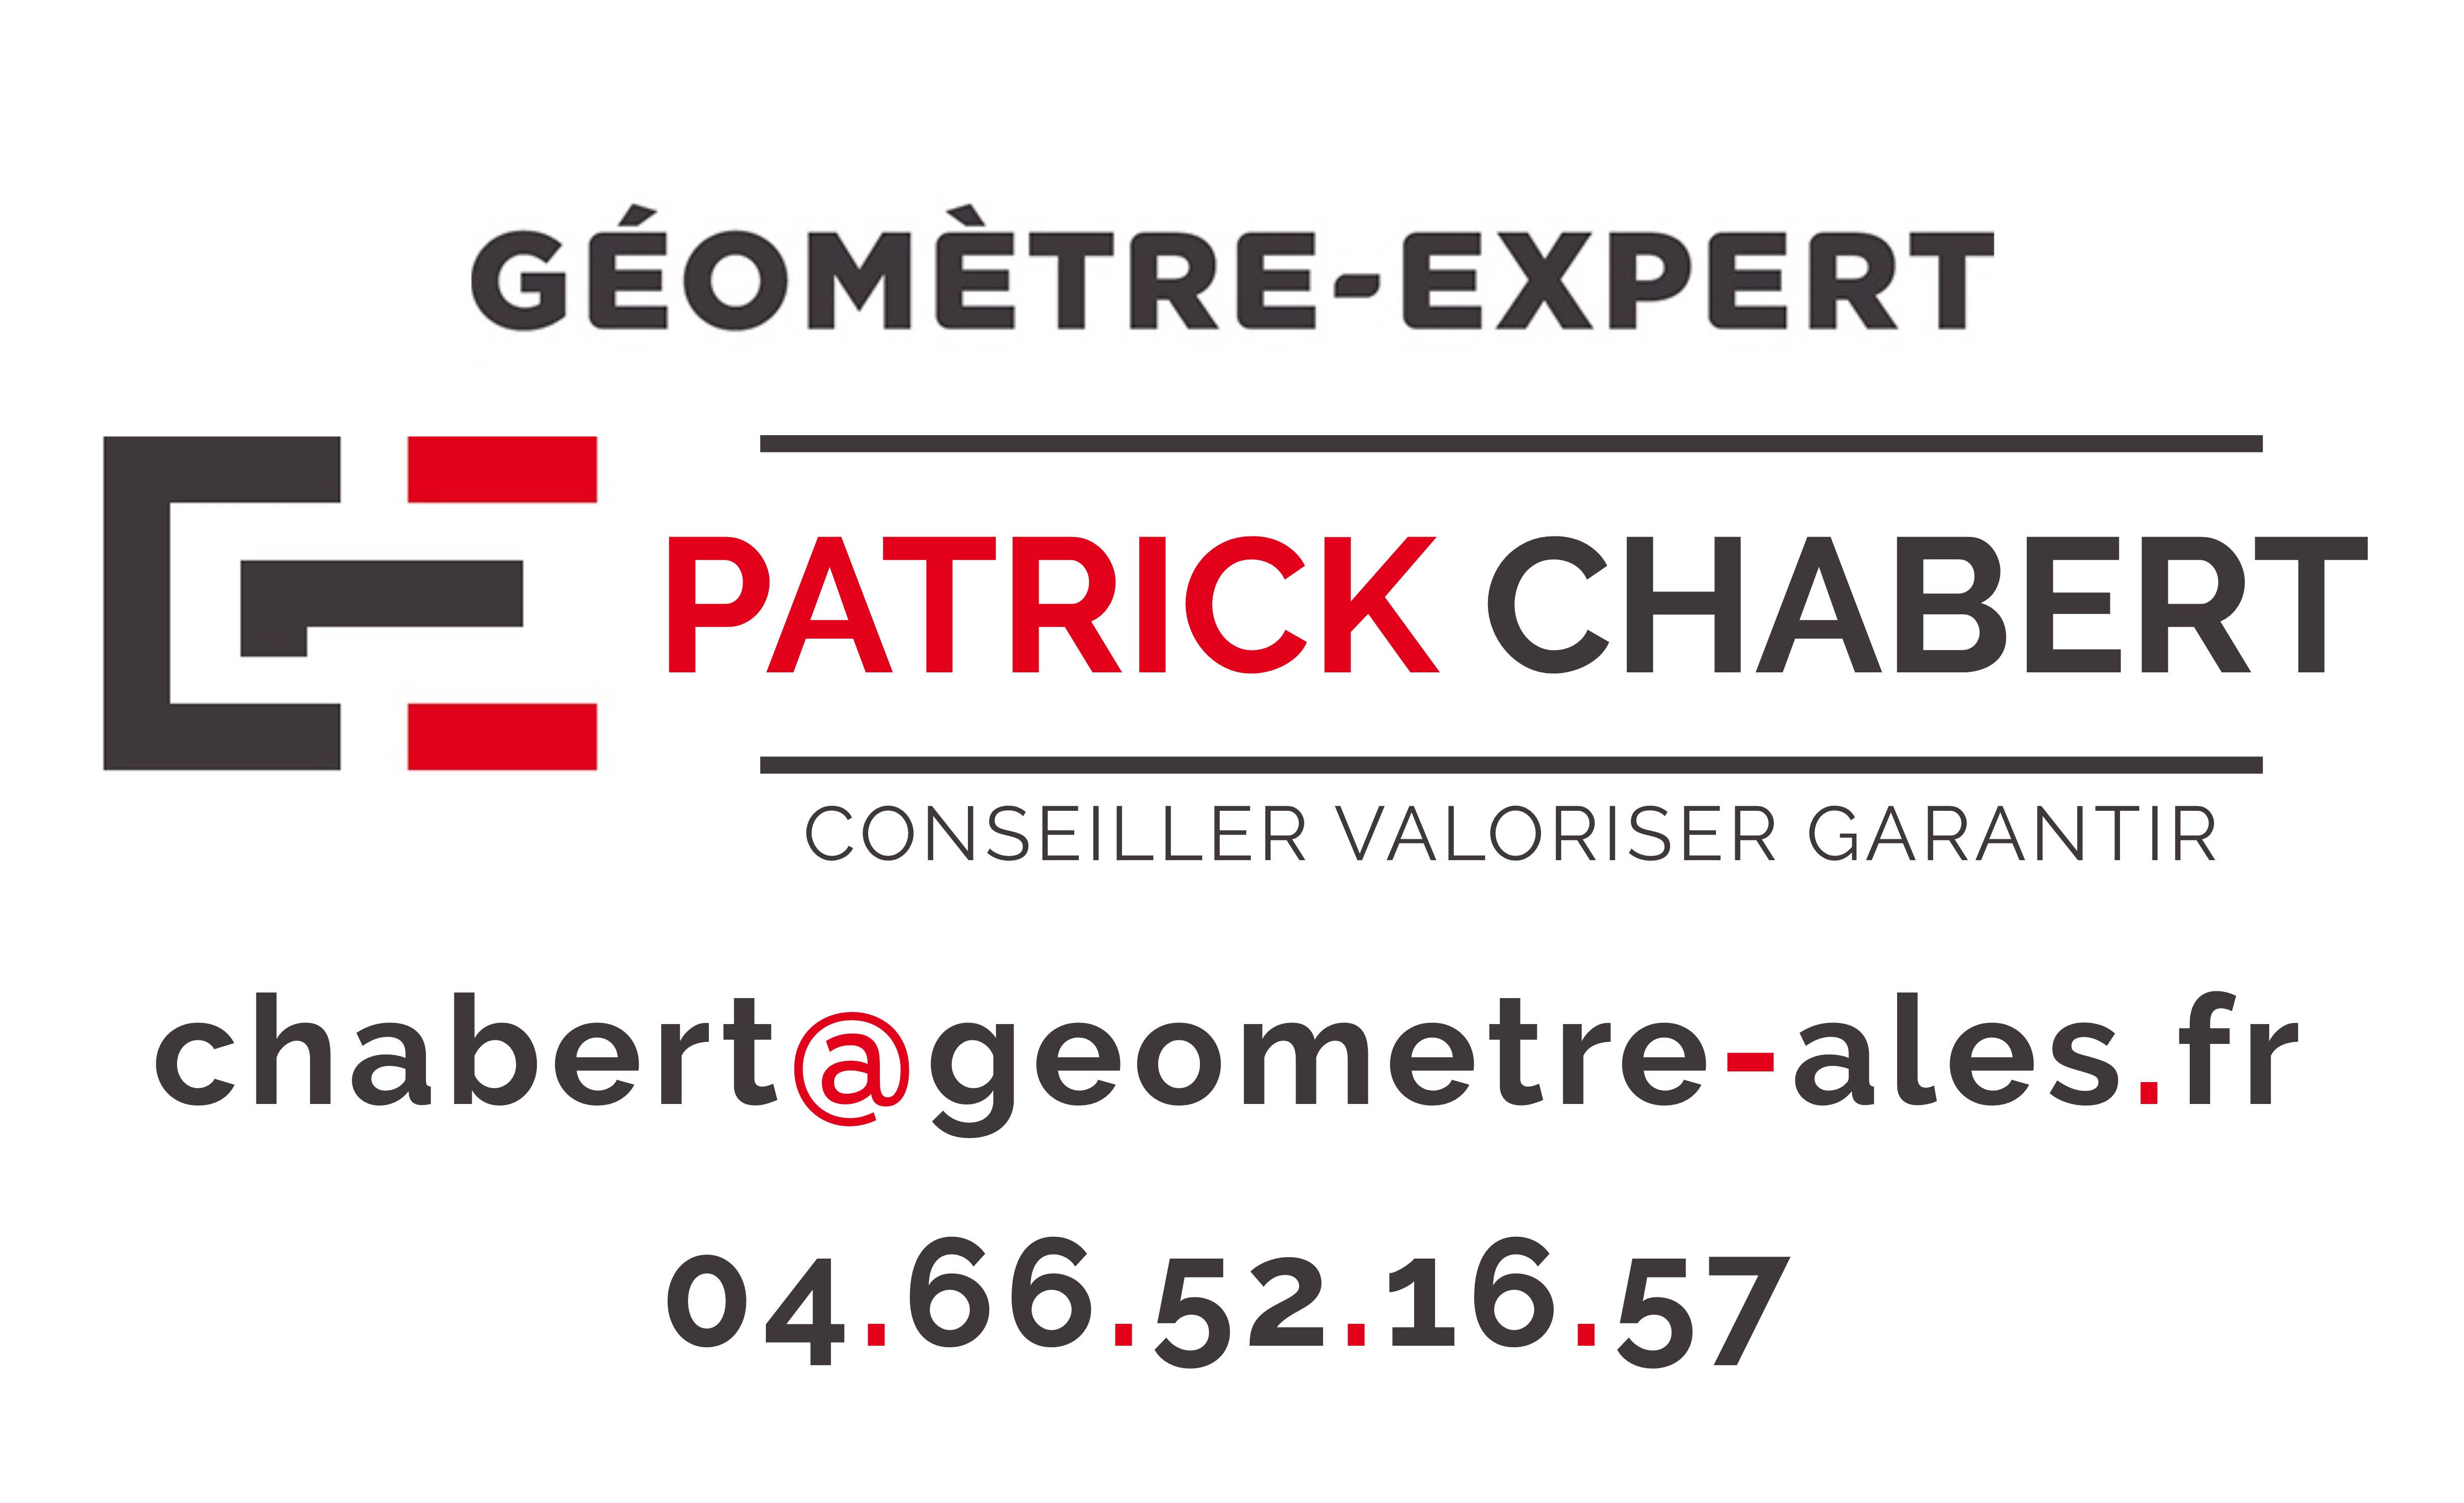 GÉOMÈTRE-EXPERT
PATRICK CHABERT
CONSEILLER VALORISER GARANTIR
chabert@geometre-ales.fr
04.66.52.16.57